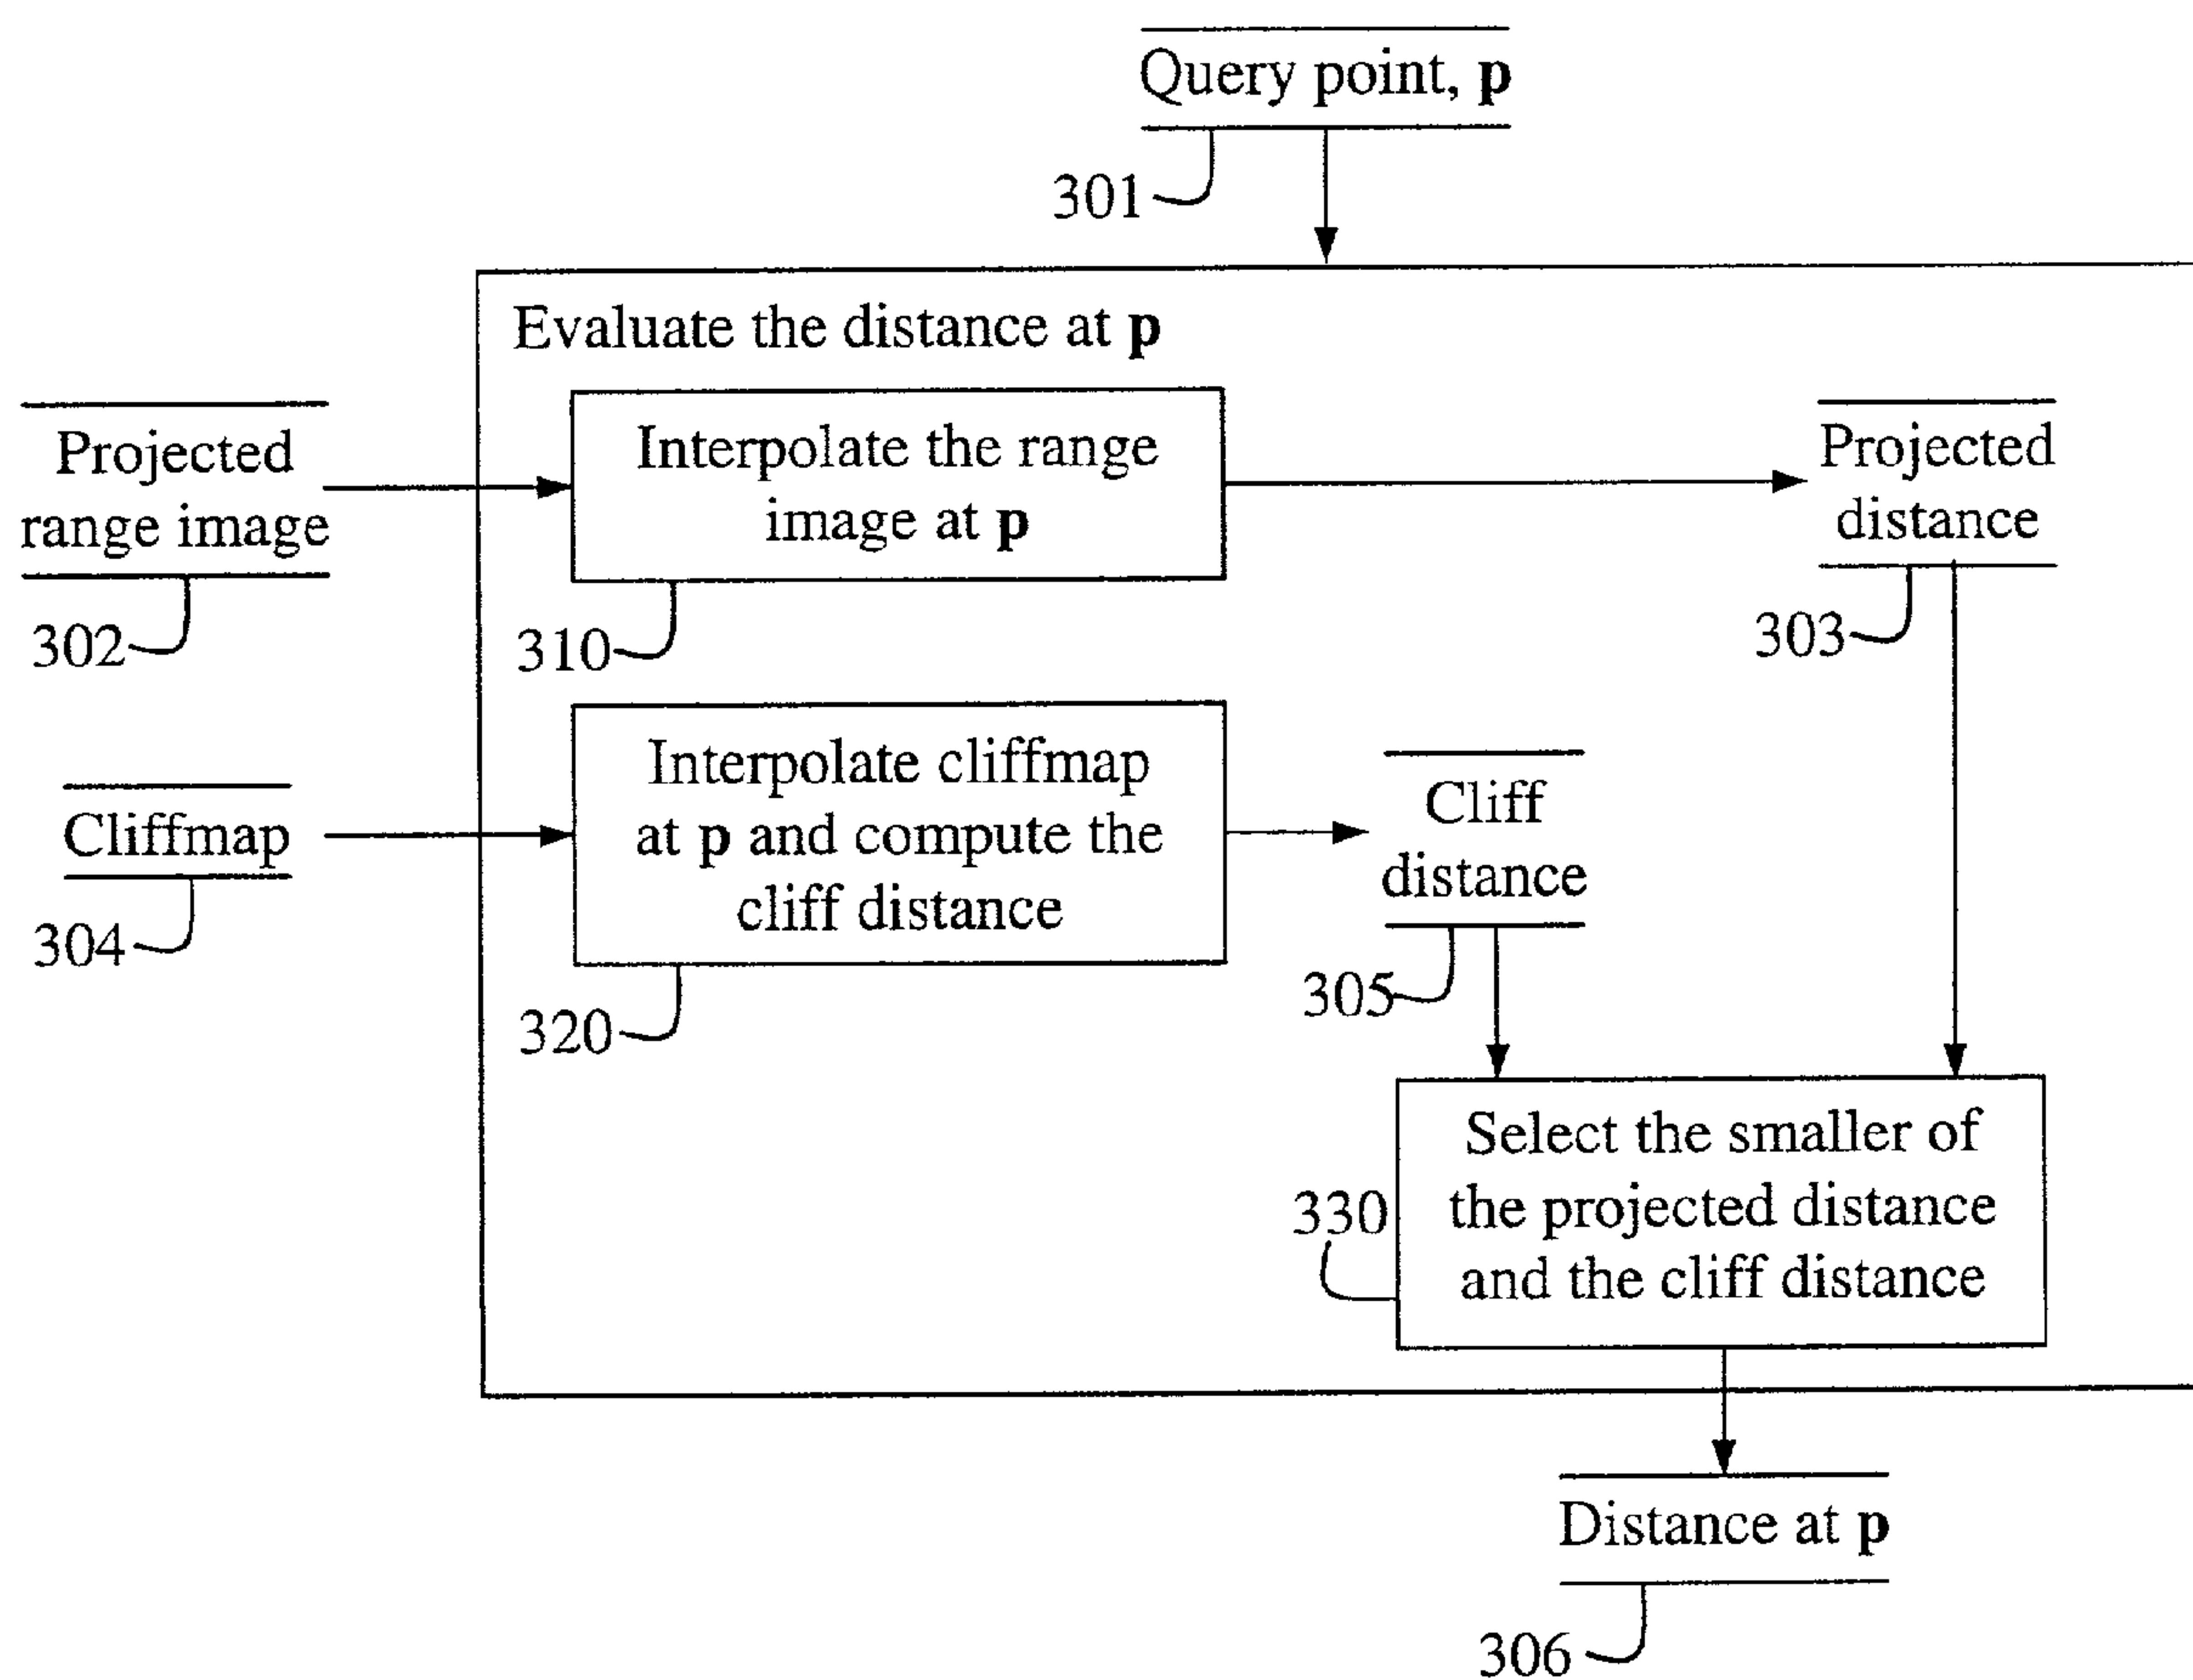 Query point, p
301
Evaluate the distance at p
Projected
range image
302
Interpolate the range
image at p
310
Projected
distance
303
Cliffmap
304
Interpolate cliffmap
at p and compute the
cliff distance
320
Cliff
distance
305
330
Select the smaller of
the projected distance
and the cliff distance
Distance at p
306